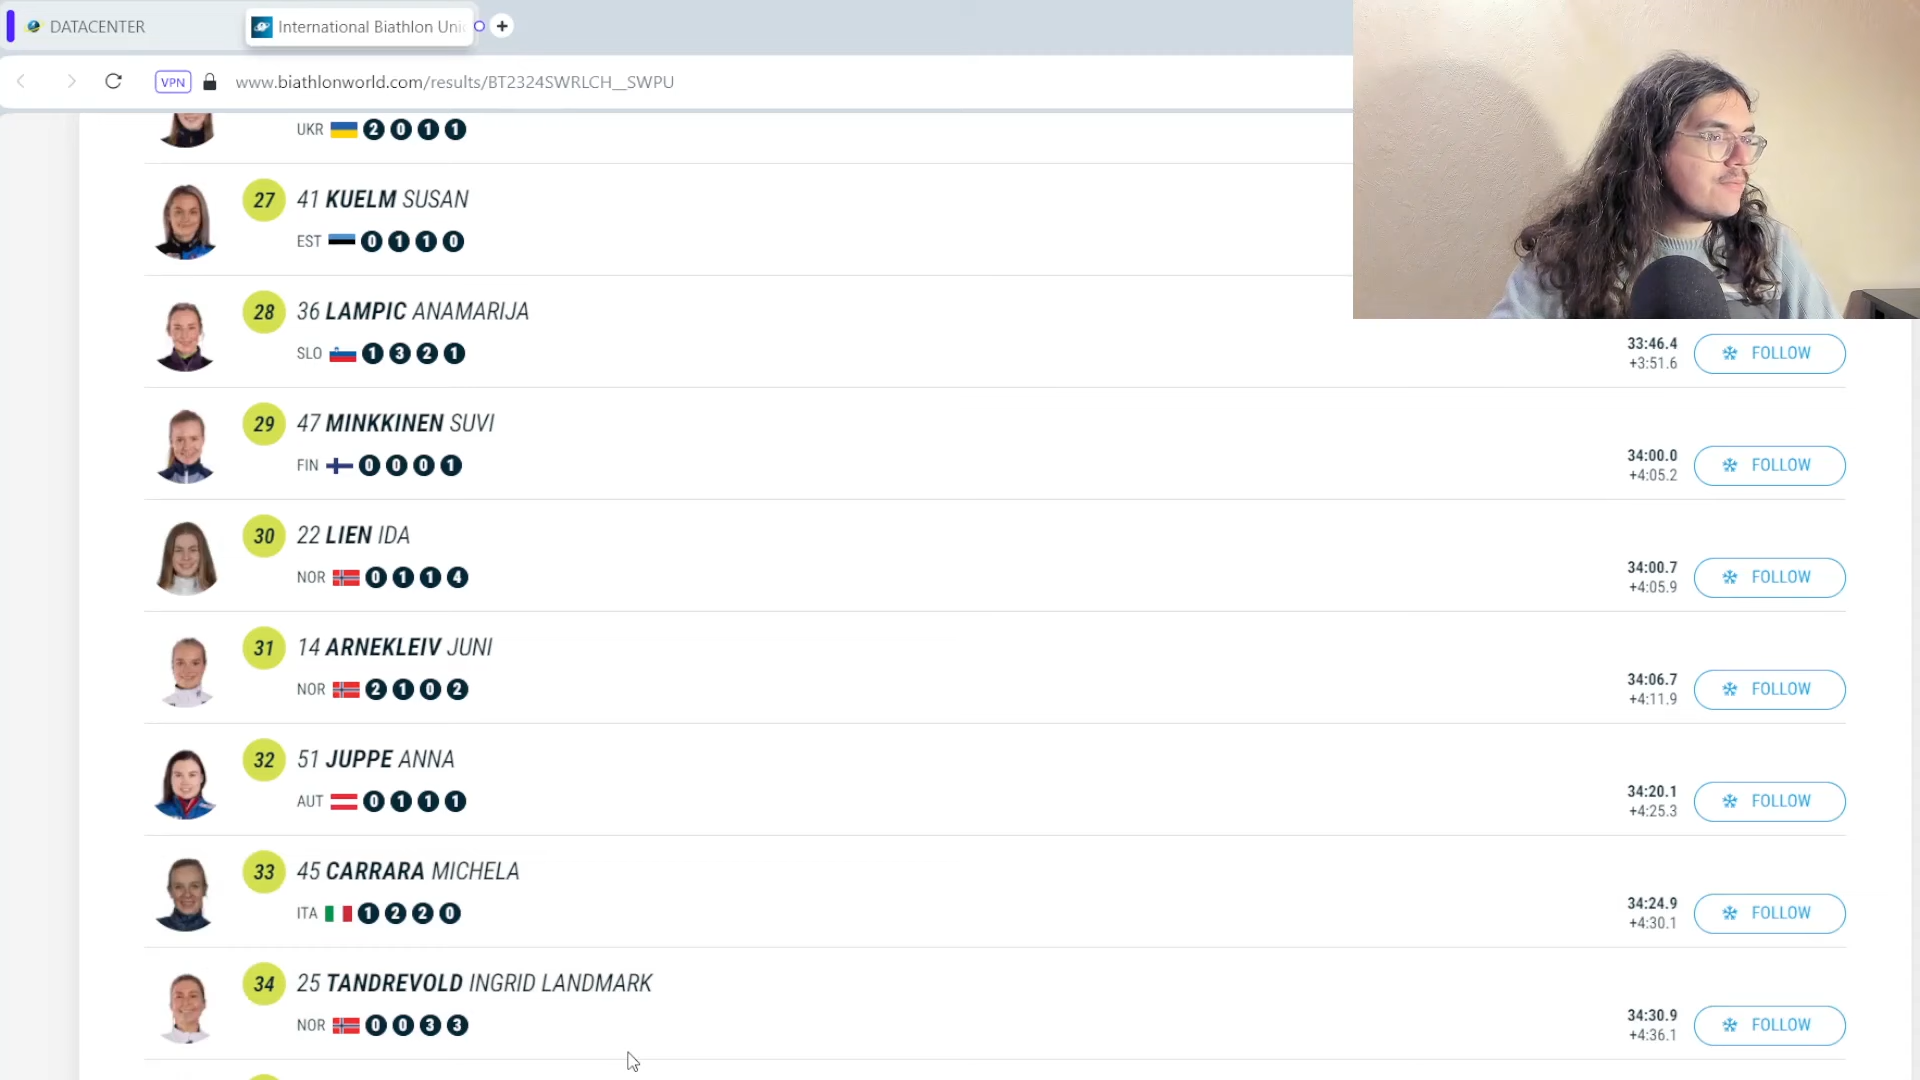 DATACENTER
International Biathlon Uni
VPN
www.biathlonworld.com/results/BT2324SWRLCH__SWPU
UKR 2 0 1 1
27 41 KUELM SUSAN
EST 0 1 1 0
28 36 LAMPIC ANAMARIJA
SLO 1 3 2 1
33:46.4 FOLLOW
+3:51.6
29 47 MINKKINEN SUVI
FIN 0 0 0 1
34:00.0 FOLLOW
+4:05.2
30 22 LIEN IDA
NOR 0 1 1 4
34:00.7 FOLLOW
+4:05.9
31 14 ARNEKLEIV JUNI
NOR 2 1 0 2
34:06.7 FOLLOW
+4:11.9
32 51 JUPPE ANNA
AUT 0 1 1 1
34:20.1 FOLLOW
+4:25.3
33 45 CARRARA MICHELA
ITA 1 2 2 0
34:24.9 FOLLOW
+4:30.1
34 25 TANDREVOLD INGRID LANDMARK
NOR 0 0 3 3
34:30.9 FOLLOW
+4:36.1